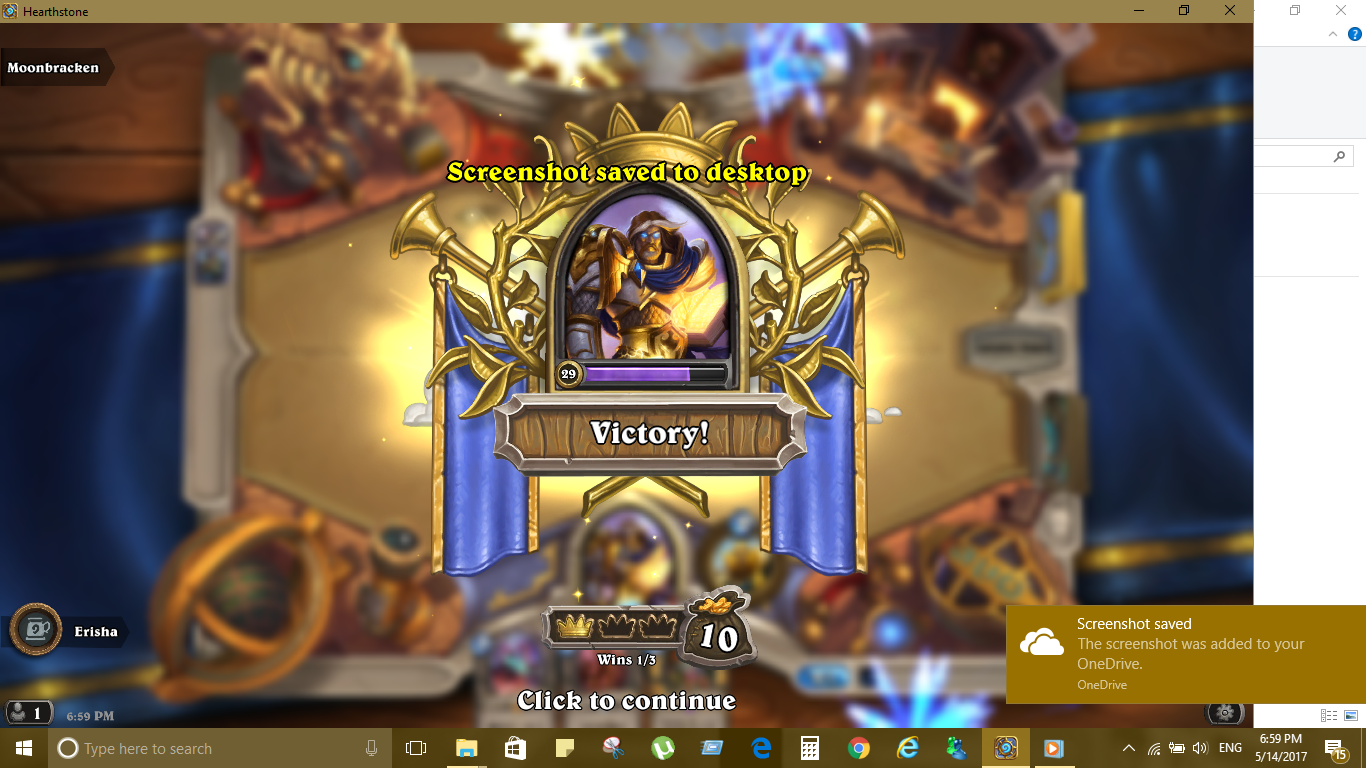 Hearthstone
Moonbracken
Screenshot saved to desktop
29
Victory!
Erisha
10
Wins 1/3
Click to continue
1
6:59 PM
Screenshot saved
The screenshot was added to your
OneDrive.
OneDrive
Type here to search
ENG
6:59 PM
5/14/2017
15